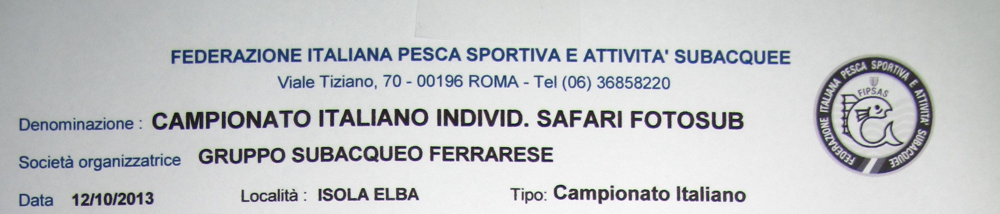 FEDERAZIONE ITALIANA PESCA SPORTIVA E ATTIVITA' SUBACQUEE
Viale Tiziano, 70 - 00196 ROMA - Tel (06) 36858220
Denominazione : CAMPIONATO ITALIANO INDIVID. SAFARI FOTOSUB
Società organizzatrice GRUPPO SUBACQUEO FERRARESE
Data 12/10/2013 Località : ISOLA ELBA Tipo: Campionato Italiano
FEDERAZIONE ITALIANA PESCA SPORTIVA E ATTIVITA' SUBACQUEE
FIPSAS